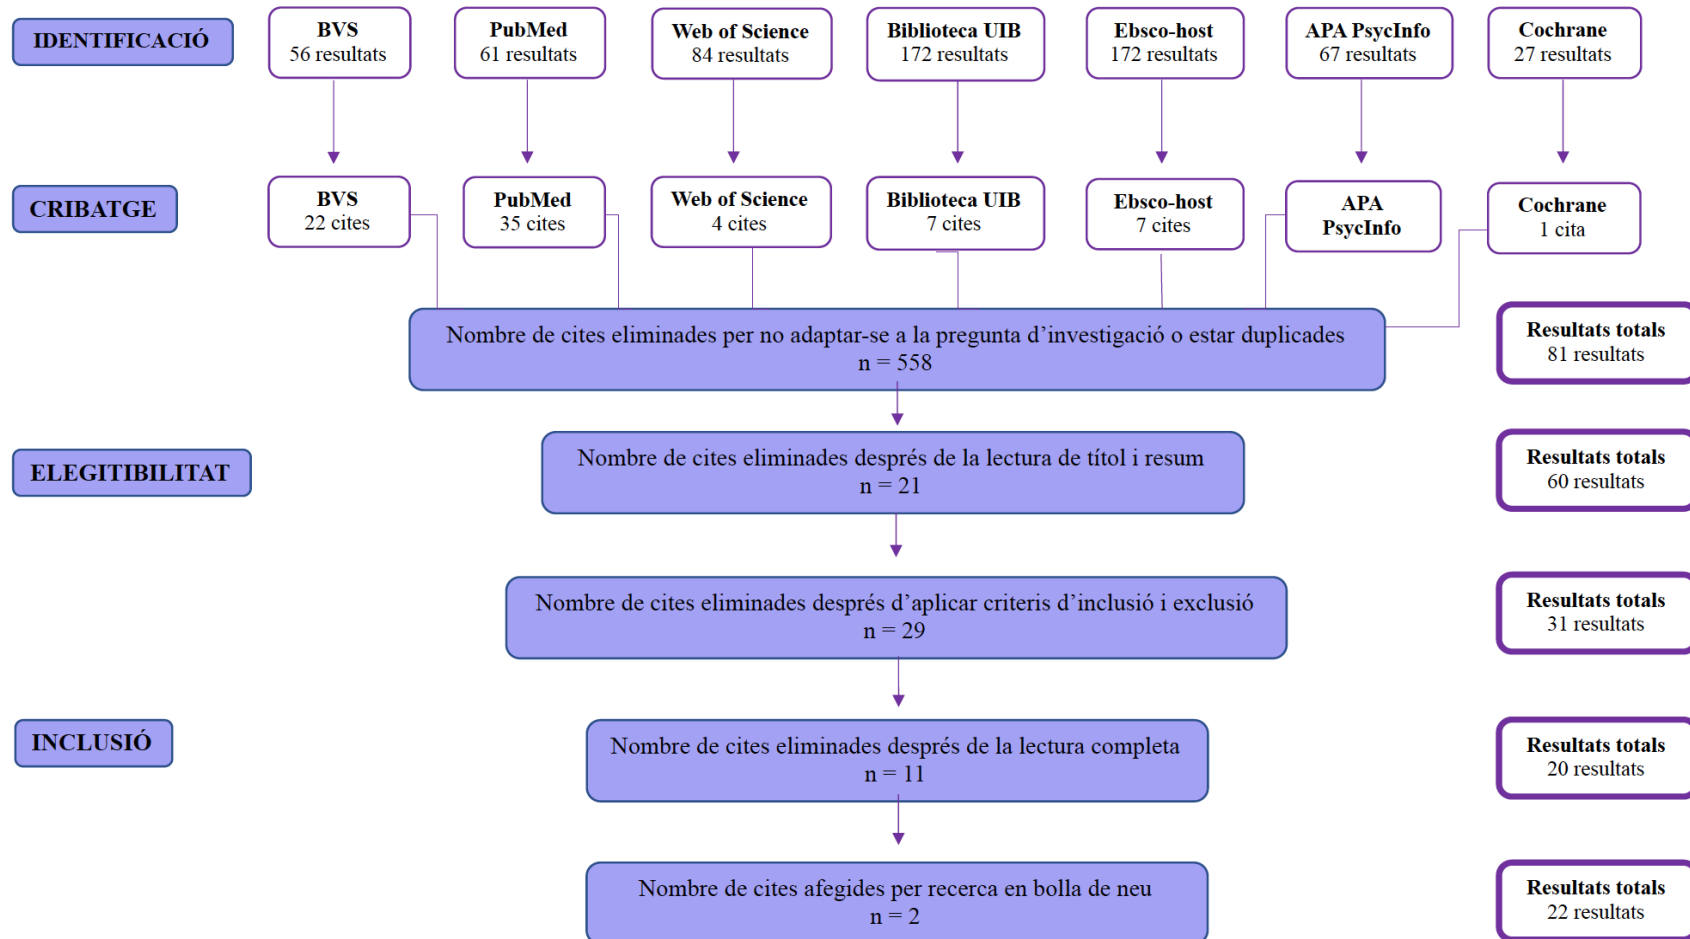 IDENTIFICACIÓ
BVS
56 resultats
PubMed
61 resultats
Web of Science
84 resultats
Biblioteca UIB
172 resultats
Ebsco-host
172 resultats
APA PsycInfo
67 resultats
Cochrane
27 resultats
CRIBATGE
BVS
22 cites
PubMed
35 cites
Web of Science
4 cites
Biblioteca UIB
7 cites
Ebsco-host
7 cites
APA
PsycInfo
Cochrane
1 cita
Nombre de cites eliminades per no adaptar-se a la pregunta d’investigació o estar duplicades
n = 558
Resultats totals
81 resultats
ELEGITIBILITAT
Nombre de cites eliminades després de la lectura de títol i resum
n = 21
Resultats totals
60 resultats
Nombre de cites eliminades després d’aplicar criteris d’inclusió i exclusió
n = 29
Resultats totals
31 resultats
INCLUSIÓ
Nombre de cites eliminades després de la lectura completa
n = 11
Resultats totals
20 resultats
Nombre de cites afegides per recerca en bolla de neu
n = 2
Resultats totals
22 resultats